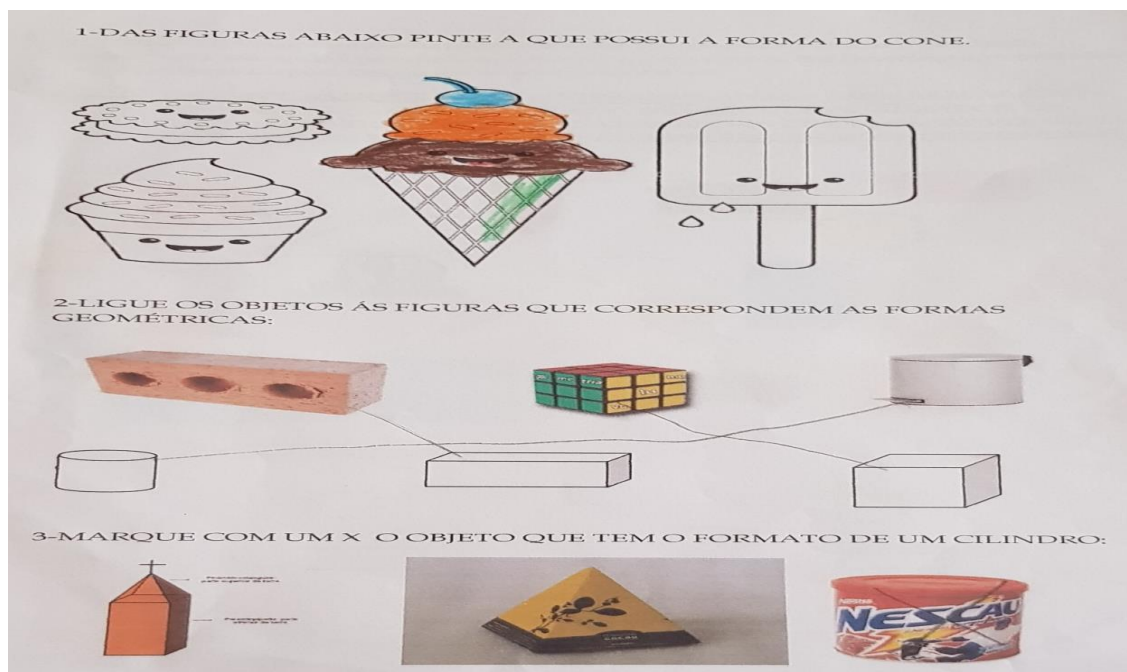 1-DAS FIGURAS ABAIXO PINTE A QUE POSSUI A FORMA DO CONE.
2-LIGUE OS OBJETOS ÁS FIGURAS QUE CORRESPONDEM AS FORMAS
GEOMÉTRICAS:
3-MARQUE COM UM X O OBJETO QUE TEM O FORMATO DE UM CILINDRO:
Nestlé
NESCAU